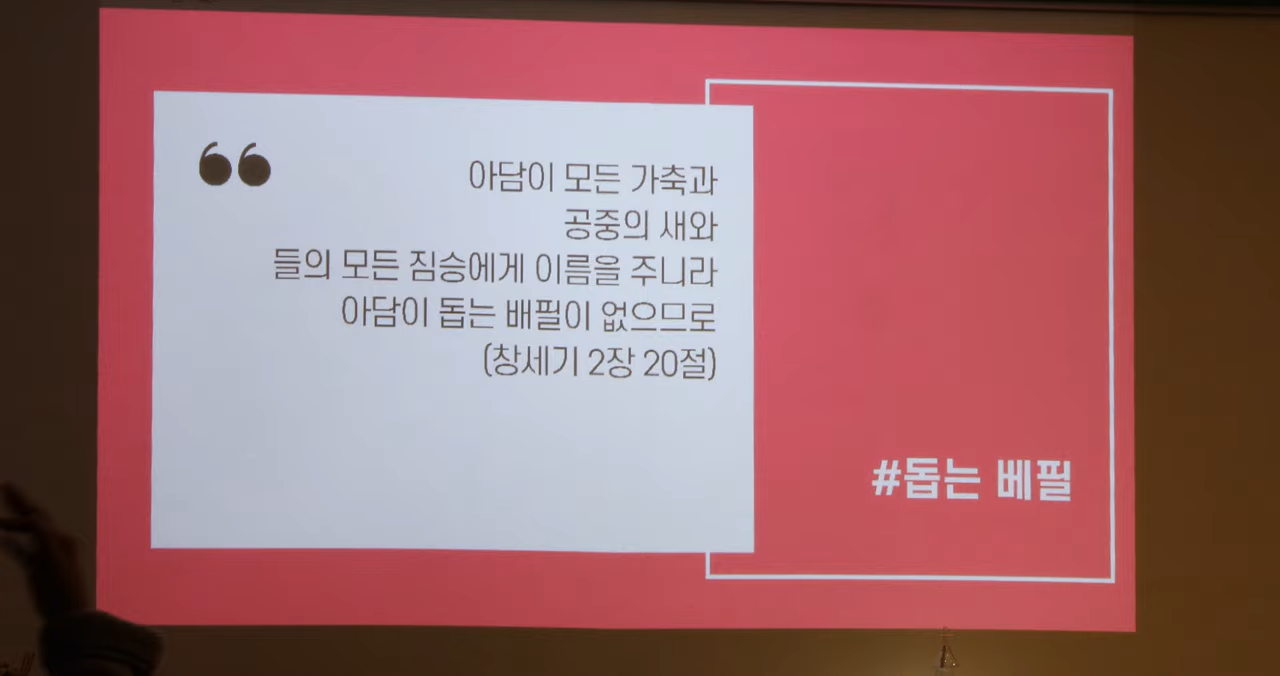 ❝
아담이 모든 가축과
공중의 새와
들의 모든 짐승에게 이름을 주니라
아담이 돕는 배필이 없으므로
(창세기 2장 20절)
#돕는 베필